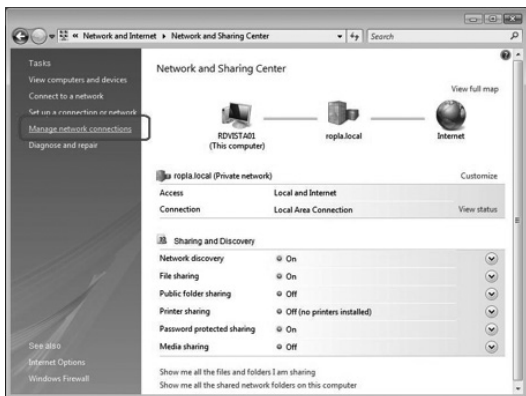 « Network and Internet ▸ Network and Sharing Center
Search
Tasks
View computers and devices
Connect to a network
Set up a connection or network
Manage network connections
Diagnose and repair
See also
Internet Options
Windows Firewall
Network and Sharing Center
View full map
RDVISTA01
(This computer)
ropla.local
Internet
ropla.local (Private network)
Customize
Access Local and Internet
Connection Local Area Connection View status
Sharing and Discovery
Network discovery On
File sharing On
Public folder sharing Off
Printer sharing Off (no printers installed)
Password protected sharing On
Media sharing Off
Show me all the files and folders I am sharing
Show me all the shared network folders on this computer